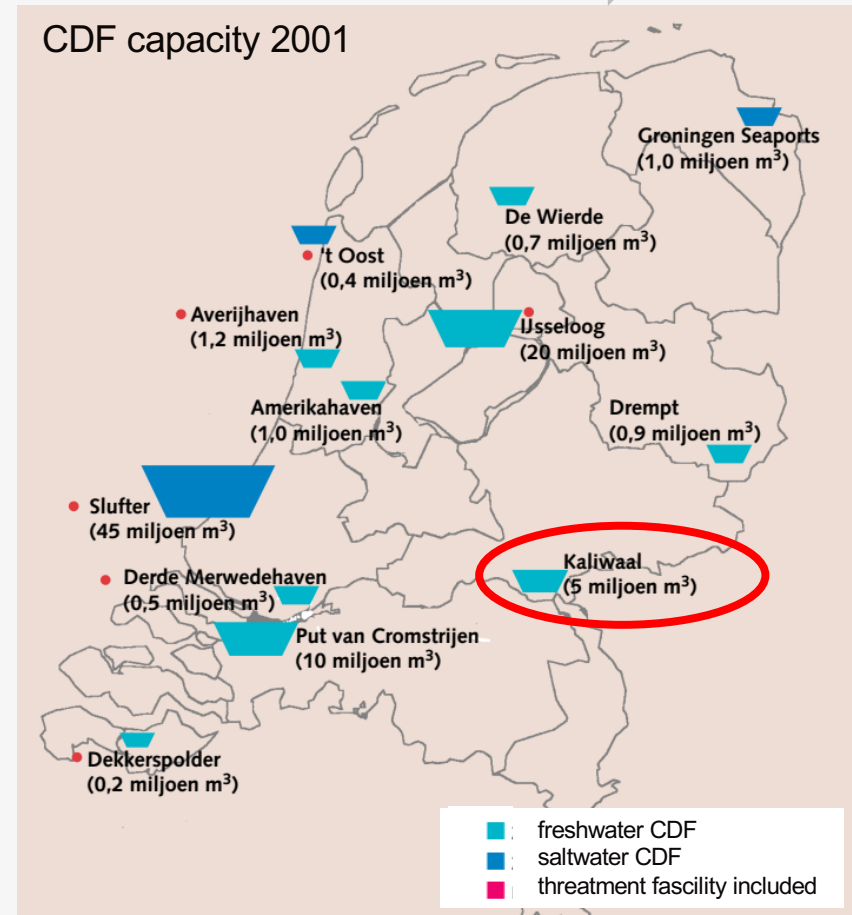 CDF capacity 2001
Groningen Seaports
(1,0 miljoen m³)
De Wierde
(0,7 miljoen m³)
't Oost
(0,4 miljoen m³)
Averijhaven
(1,2 miljoen m³)
IJsseloog
(20 miljoen m³)
Amerikahaven
(1,0 miljoen m³)
Drempt
(0,9 miljoen m³)
Slufter
(45 miljoen m³)
Kaliwaal
(5 miljoen m³)
Derde Merwedehaven
(0,5 miljoen m³)
Put van Cromstrijen
(10 miljoen m³)
Dekkerspolder
(0,2 miljoen m³)
freshwater CDF
saltwater CDF
threatment fascility included